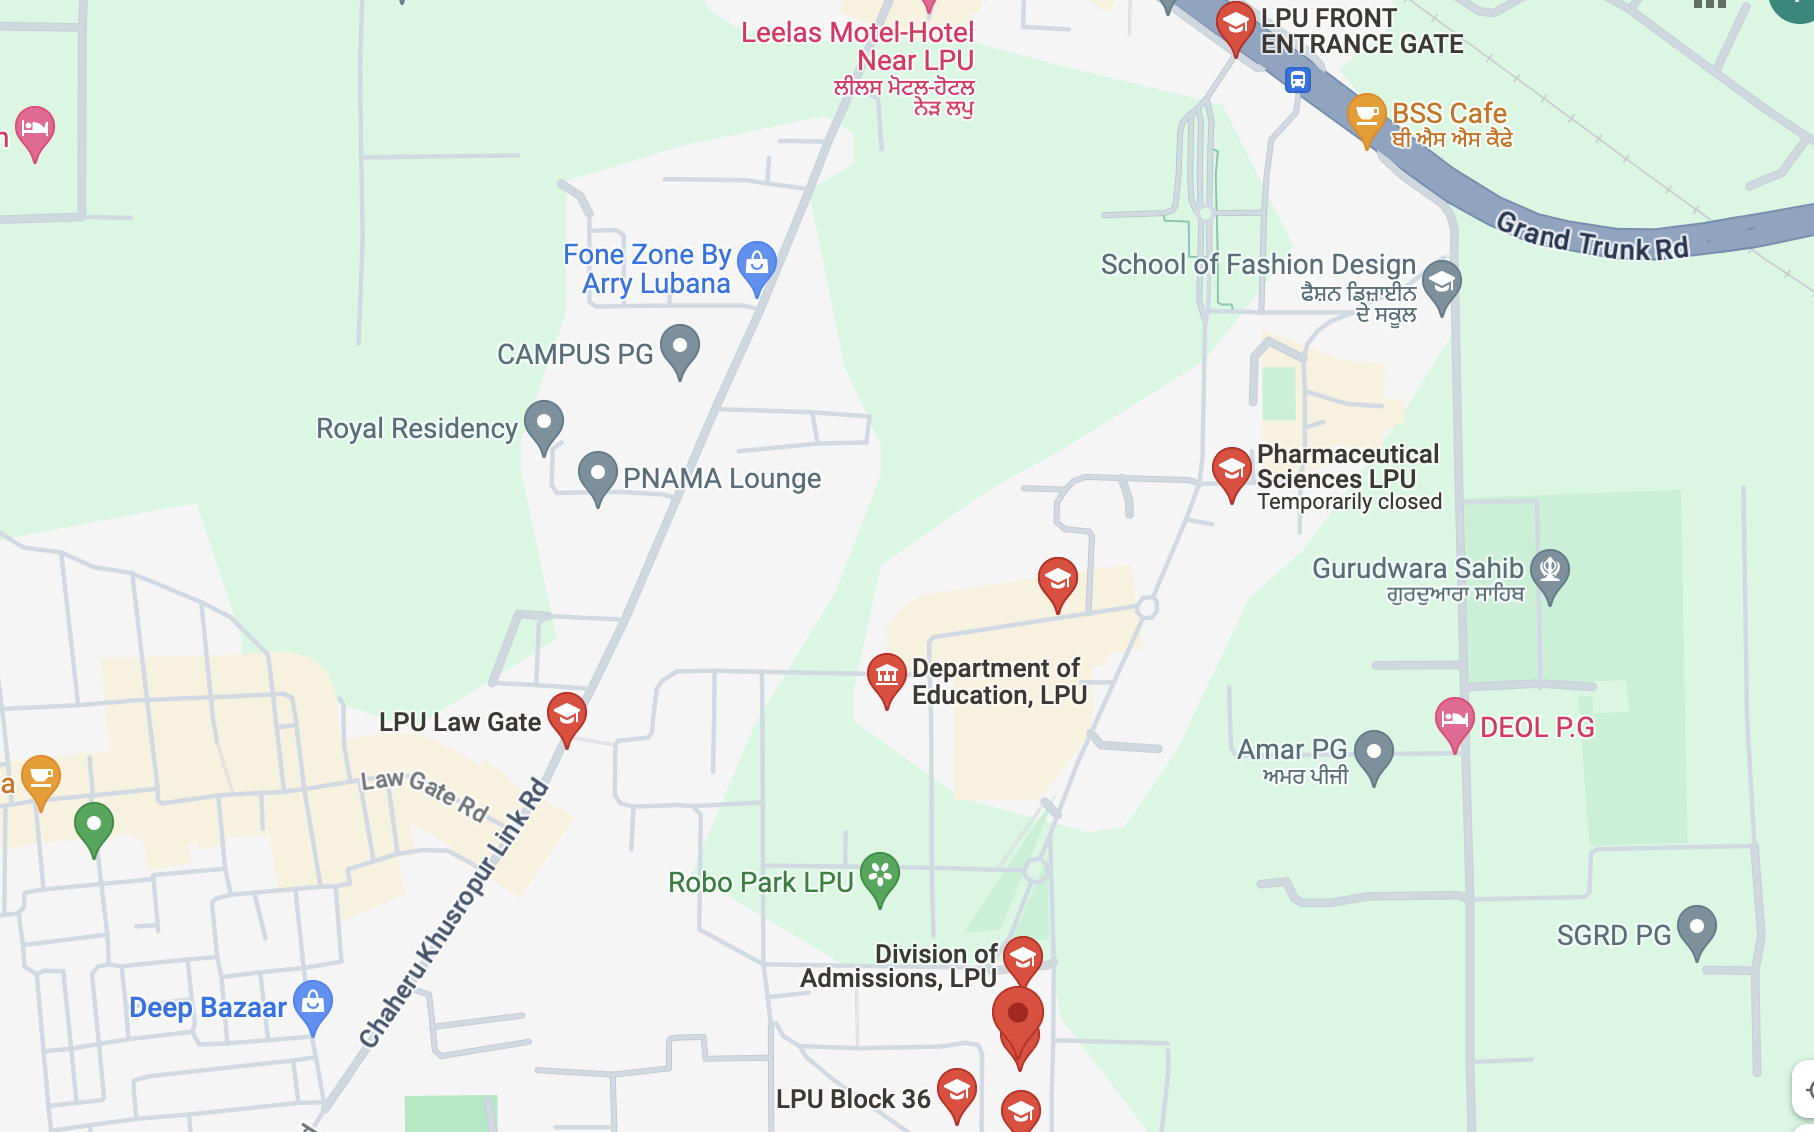 LPU FRONT
ENTRANCE GATE
Leelas Motel-Hotel
Near LPU
ਲੀਲਸ ਮੋਟਲ-ਹੋਟਲ
ਨੇੜ ਲਪੁ
BSS Cafe
ਬੀ ਐਸ ਐਸ ਕੈਫੇ
Grand Trunk Rd
Fone Zone By
Arry Lubana
School of Fashion Design
ਫੈਸ਼ਨ ਡਿਜ਼ਾਈਨ
ਦੇ ਸਕੂਲ
CAMPUS PG
Royal Residency
PNAMA Lounge
Pharmaceutical
Sciences LPU
Temporarily closed
Gurudwara Sahib
ਗੁਰਦੁਆਰਾ ਸਾਹਿਬ
Department of
Education, LPU
LPU Law Gate
DEOL P.G
Amar PG
ਅਮਰ ਪੀਜੀ
Law Gate Rd
Chaheru Khusropur Link Rd
Robo Park LPU
SGRD PG
Division of
Admissions, LPU
Deep Bazaar
LPU Block 36